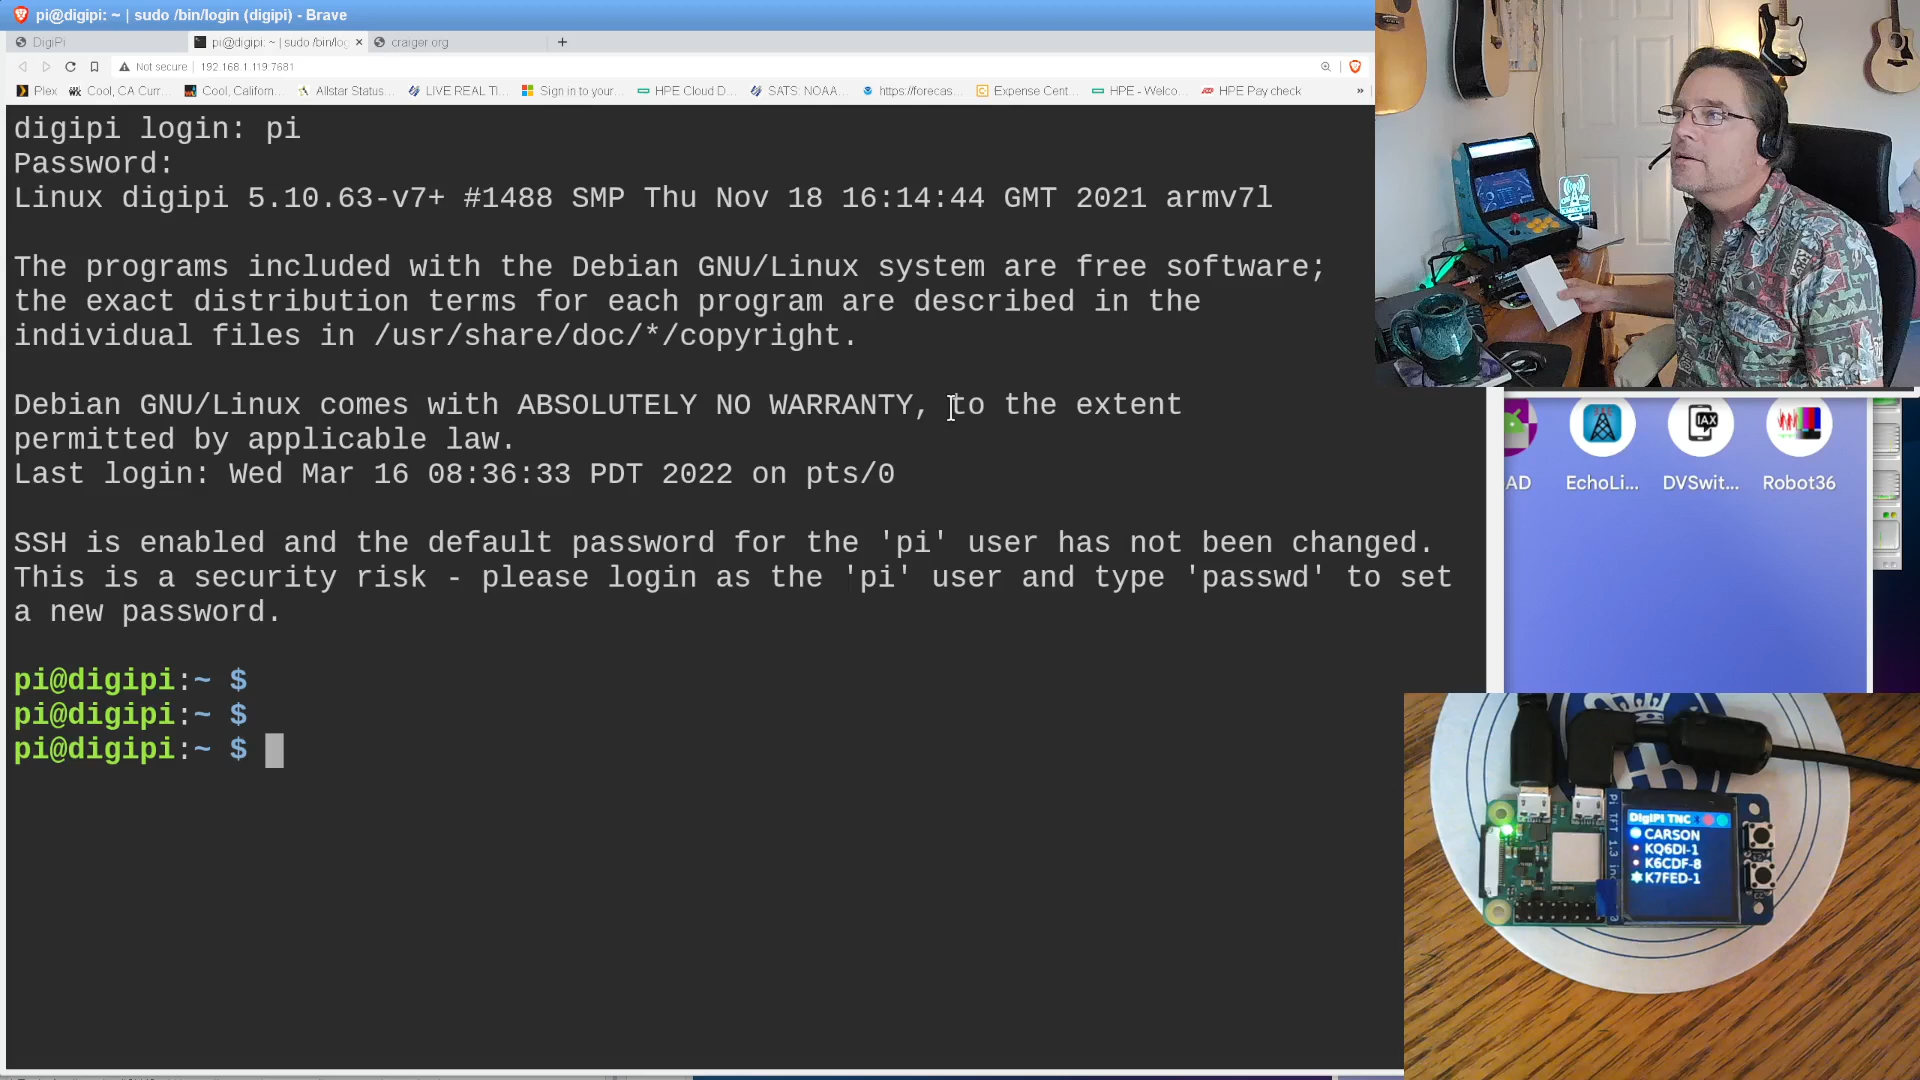 pi@digipi: ~ | sudo /bin/login (digipi) - Brave
DigiPi
pi@digipi: ~ | sudo /bin/log
craiger org
Not secure
192.168.1.119:7681
Plex
Cool, CA Curr...
Cool, Californ...
Allstar Status...
LIVE REAL TI...
Sign in to your...
HPE Cloud D...
SATS: NOAA...
https://forecas...
Expense Cent...
HPE - Welco...
HPE Pay check
»
digipi login: pi
Password:
Linux digipi 5.10.63-v7+ #1488 SMP Thu Nov 18 16:14:44 GMT 2021 armv7l
The programs included with the Debian GNU/Linux system are free software;
the exact distribution terms for each program are described in the
individual files in /usr/share/doc/*/copyright.
Debian GNU/Linux comes with ABSOLUTELY NO WARRANTY, to the extent
permitted by applicable law.
Last login: Wed Mar 16 08:36:33 PDT 2022 on pts/0
SSH is enabled and the default password for the 'pi' user has not been changed.
This is a security risk - please login as the 'pi' user and type 'passwd' to set
a new password.
pi@digipi:~ $
pi@digipi:~ $
pi@digipi:~ $
IAX
AD
EchoLi...
DVSwit...
Robot36
DigiPi TNC
CARSON
KQ6DI-1
K6CDF-8
K7FED-1